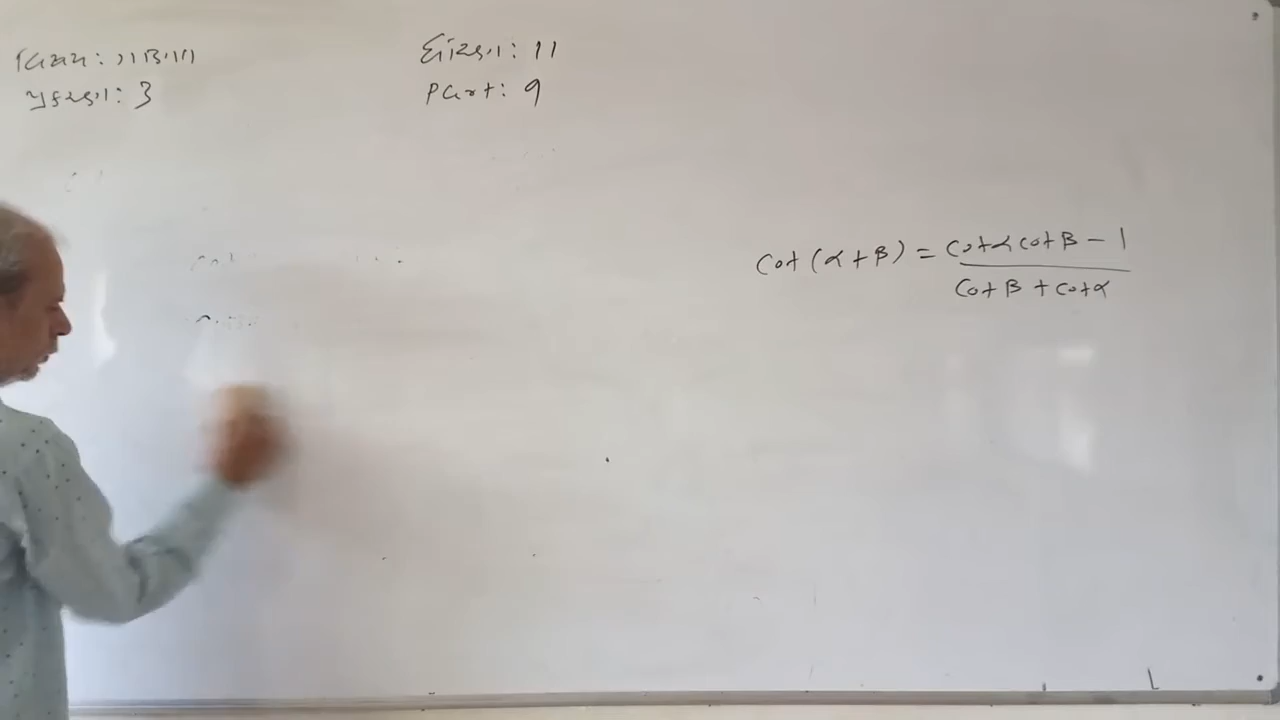 વિષય: ગણિત
ધોરણ: 11
પ્રકરણ: 3
Part: 9
cot (α + β) = cot α cot β - 1
cot β + cot α